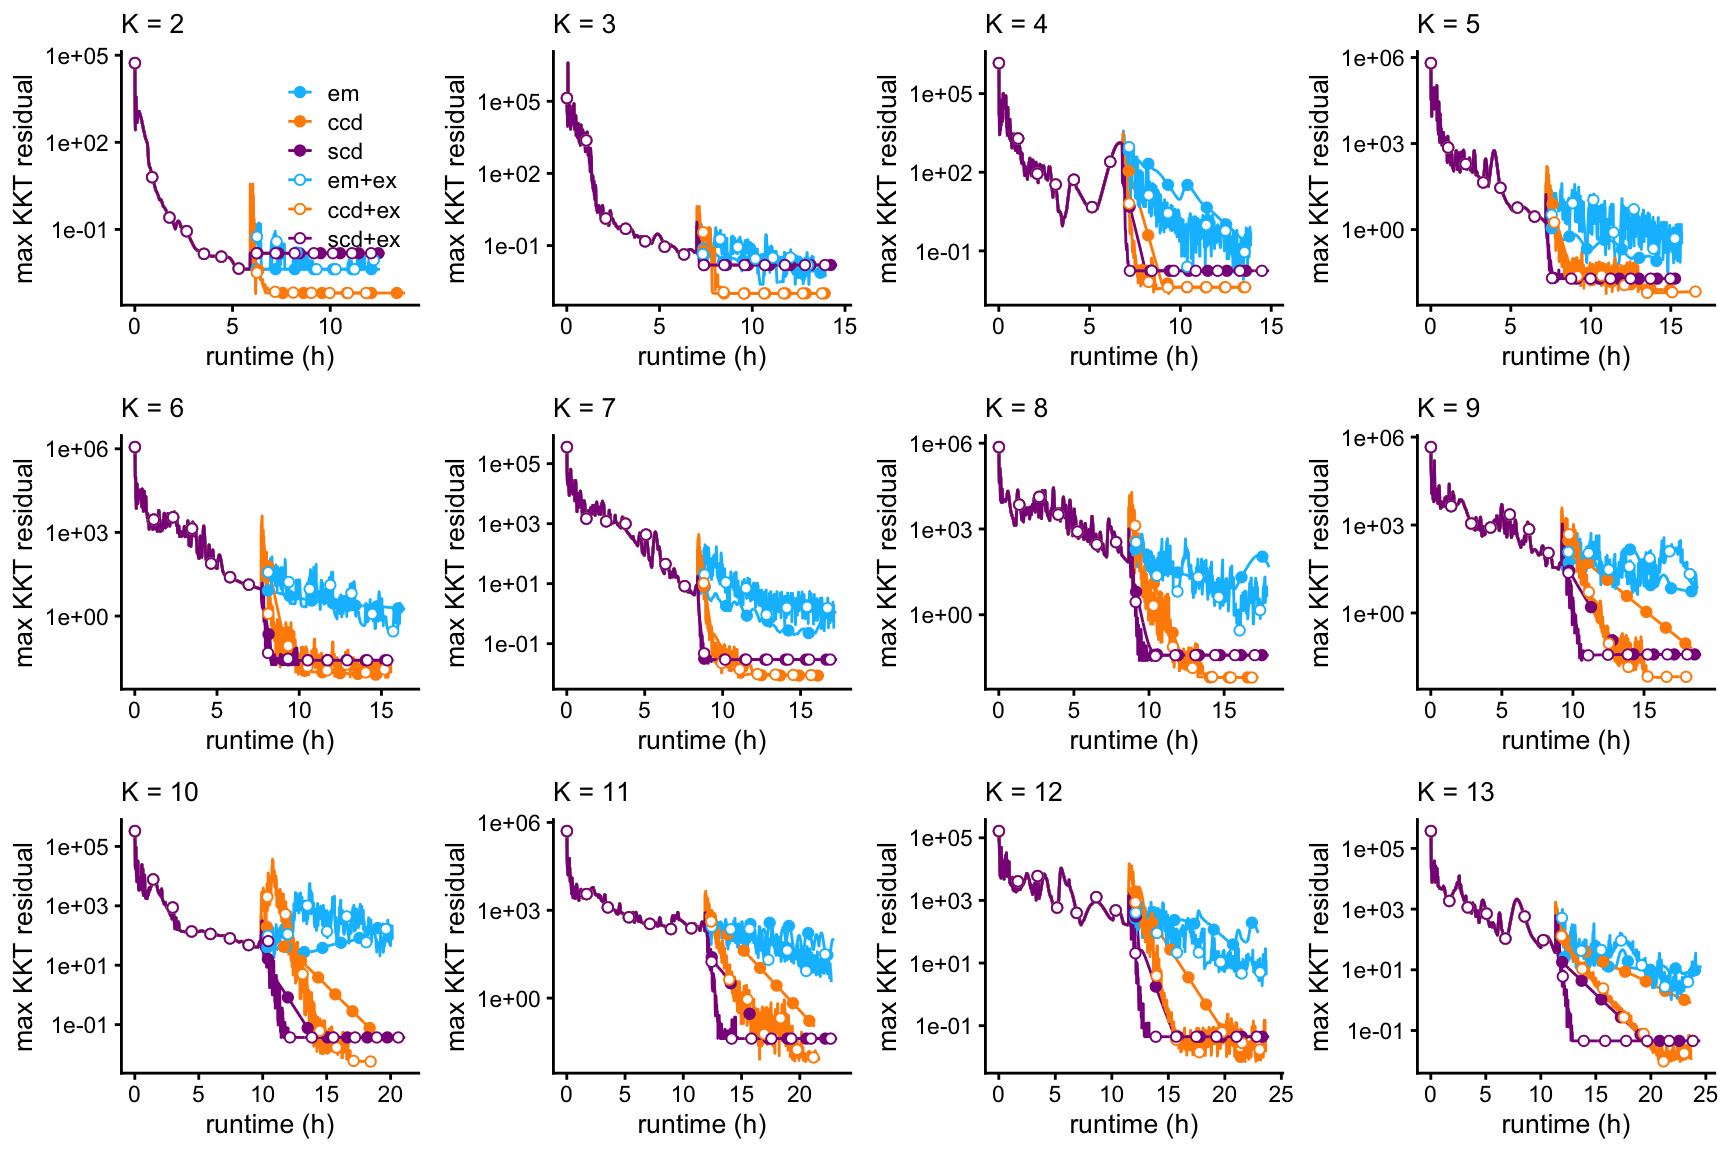 K = 2
K = 3
K = 4
K = 5
max KKT residual
1e+05
1e+02
1e-01
em
ccd
scd
em+ex
ccd+ex
scd+ex
0 5 10
runtime (h)
max KKT residual
1e+05
1e+02
1e-01
0 5 10 15
runtime (h)
max KKT residual
1e+05
1e+02
1e-01
0 5 10 15
runtime (h)
max KKT residual
1e+06
1e+03
1e+00
0 5 10 15
runtime (h)
K = 6
K = 7
K = 8
K = 9
max KKT residual
1e+06
1e+03
1e+00
0 5 10 15
runtime (h)
max KKT residual
1e+05
1e+03
1e+01
1e-01
0 5 10 15
runtime (h)
max KKT residual
1e+06
1e+03
1e+00
0 5 10 15
runtime (h)
max KKT residual
1e+06
1e+03
1e+00
0 5 10 15
runtime (h)
K = 10
K = 11
K = 12
K = 13
max KKT residual
1e+05
1e+03
1e+01
1e-01
0 5 10 15 20
runtime (h)
max KKT residual
1e+06
1e+03
1e+00
0 5 10 15 20
runtime (h)
max KKT residual
1e+05
1e+03
1e+01
1e-01
0 5 10 15 20 25
runtime (h)
max KKT residual
1e+05
1e+03
1e+01
1e-01
0 5 10 15 20 25
runtime (h)